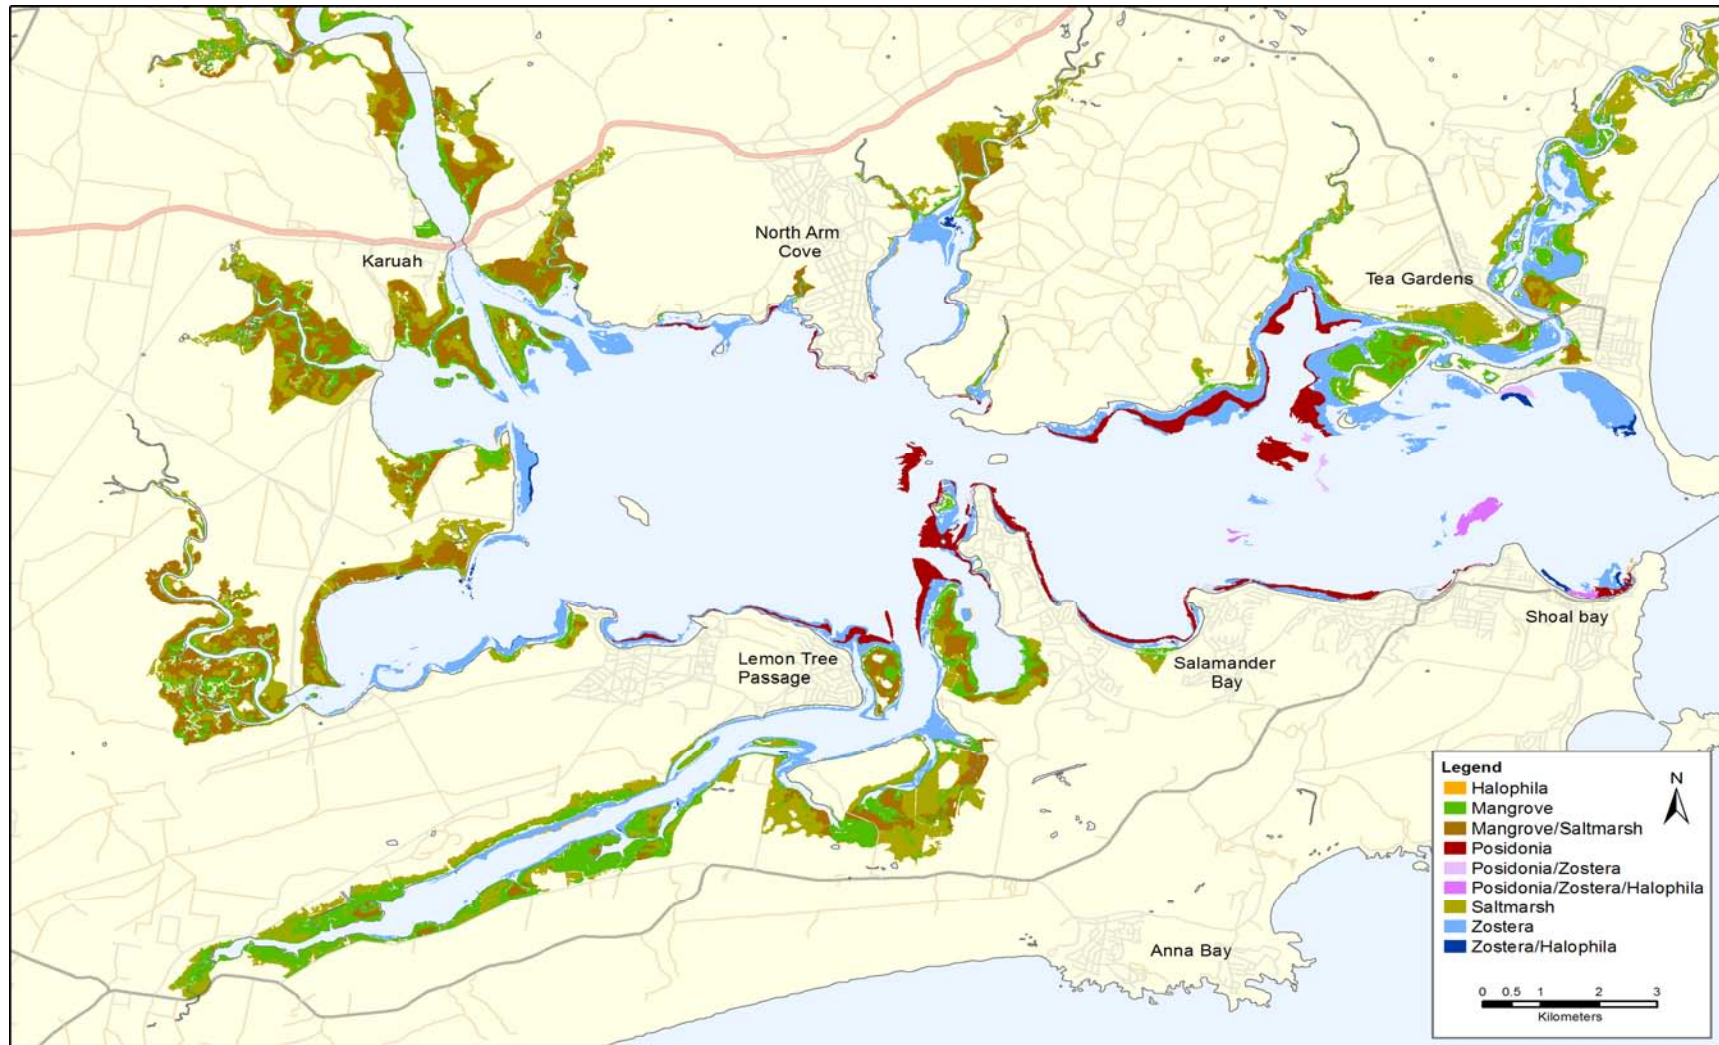 North Arm
Cove
Karuah
Tea Gardens
Lemon Tree
Passage
Salamander
Bay
Shoal bay
Anna Bay
Legend
Halophila
Mangrove
Mangrove/Saltmarsh
Posidonia
Posidonia/Zostera
Posidonia/Zostera/Halophila
Saltmarsh
Zostera
Zostera/Halophila
N
0 0.5 1 2 3
Kilometers